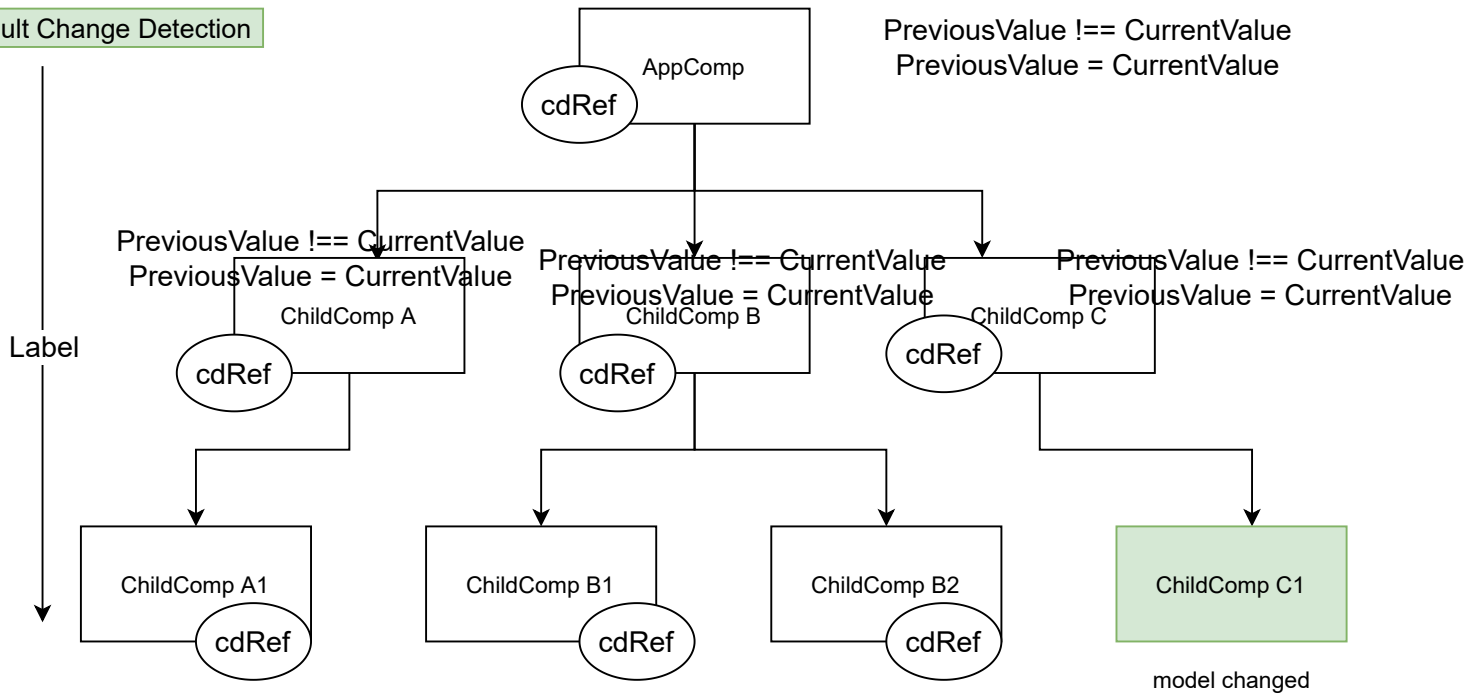 ult Change Detection
PreviousValue !== CurrentValue
PreviousValue = CurrentValue
AppComp
cdRef
PreviousValue !== CurrentValue
PreviousValue = CurrentValue
ChildComp A
cdRef
PreviousValue !== CurrentValue
PreviousValue = CurrentValue
ChildComp B
cdRef
PreviousValue !== CurrentValue
PreviousValue = CurrentValue
ChildComp C
cdRef
Label
ChildComp A1
cdRef
ChildComp B1
cdRef
ChildComp B2
cdRef
ChildComp C1
model changed